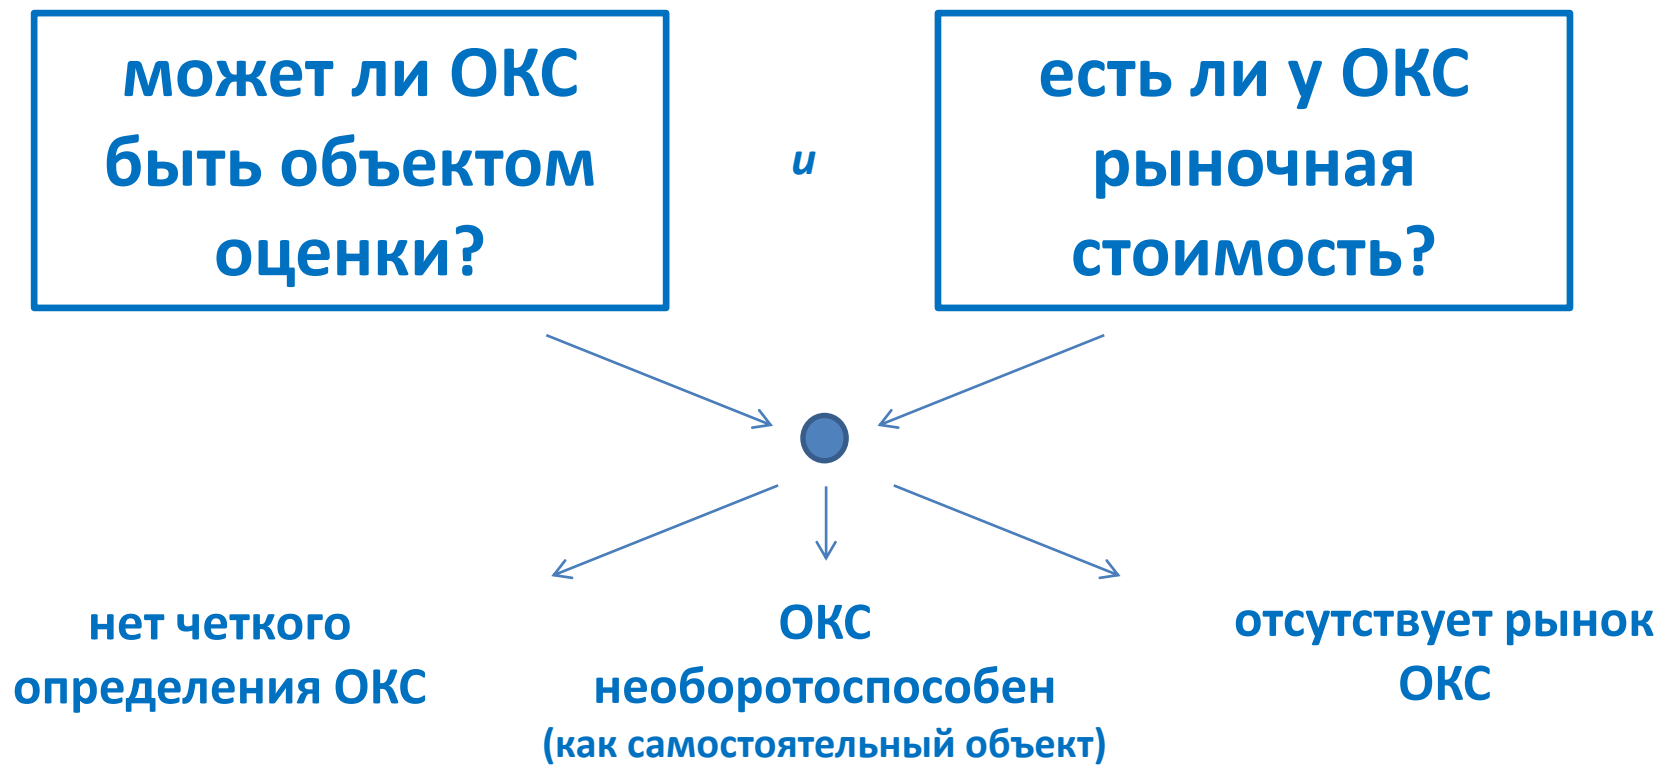 может ли ОКС
быть объектом
оценки?
и
есть ли у ОКС
рыночная
стоимость?
нет четкого
определения ОКС
ОКС
необоротоспособен
(как самостоятельный объект)
отсутствует рынок
ОКС